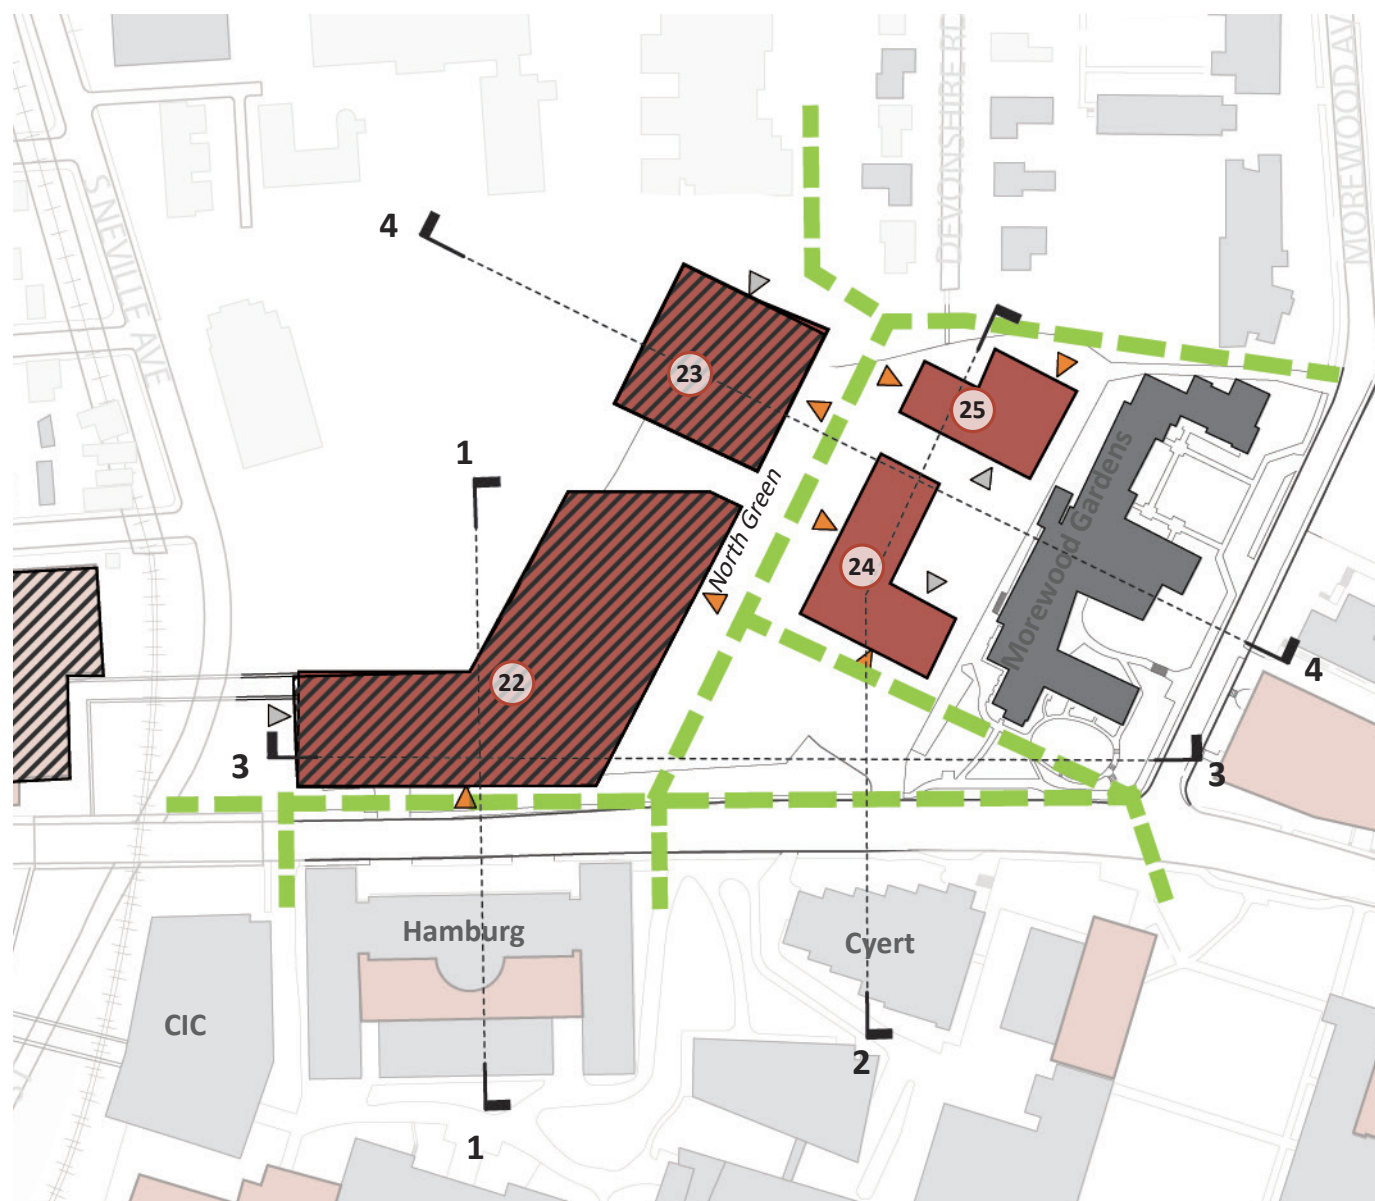 DEVONSHIRE RD
MOREWOOD AV
S NEVILLE AVE
4
23
25
1
North Green
Morewood Gardens
24
22
4
3
3
Hamburg
Cyert
CIC
2
1